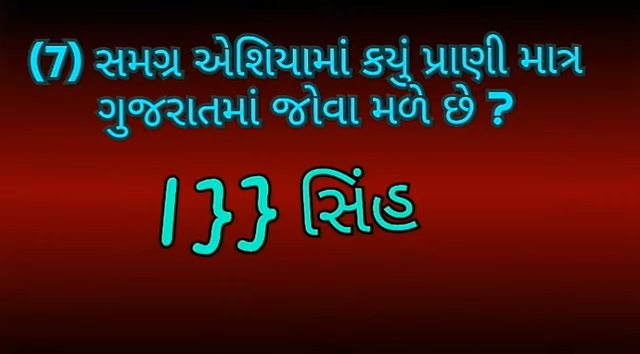 (7) સમગ્ર એશિયામાં કયું પ્રાણી માત્ર
ગુજરાતમાં જોવા મળે છે ?
|}} સિંહ